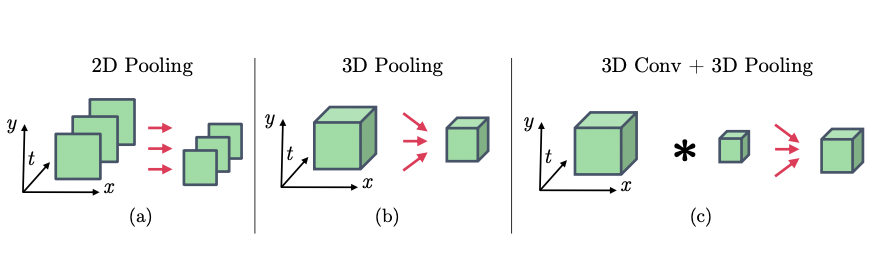 2D Pooling
y
t
x
(a)
3D Pooling
y
t
x
(b)
3D Conv + 3D Pooling
y
t
x
*
(c)